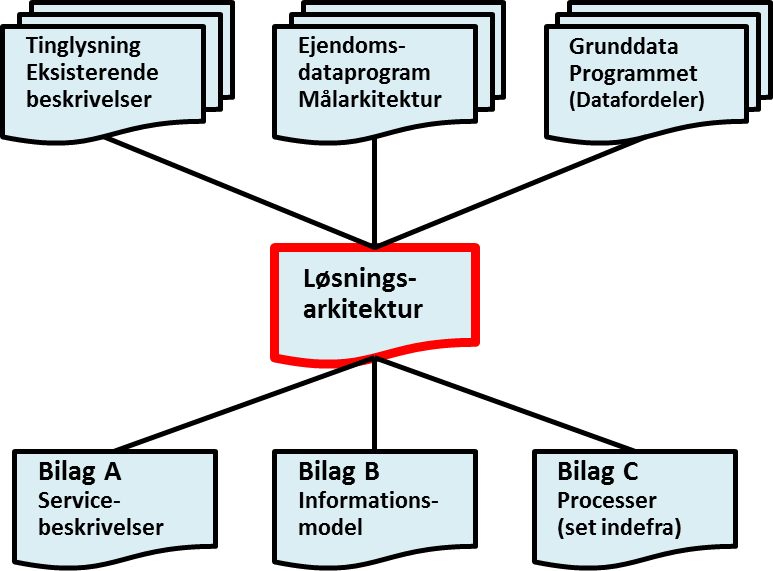 Tinglysning
Eksisterende
beskrivelser
Ejendoms-
dataprogram
Målarkitektur
Grunddata
Programmet
(Datafordeler)
Løsnings-
arkitektur
Bilag A
Service-
beskrivelser
Bilag B
Informations-
model
Bilag C
Processer
(set indefra)